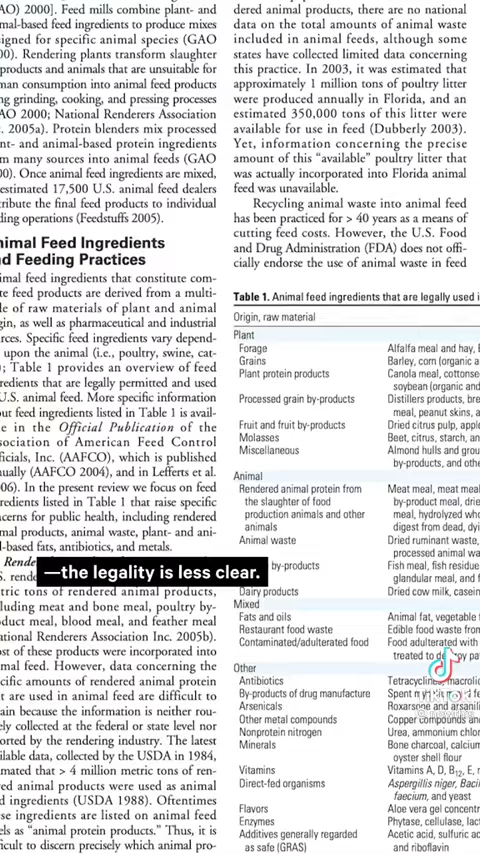 AO) 2000]. Feed mills combine plant- and
mal-based feed ingredients to produce mixes
signed for specific animal species (GAO
00). Rendering plants transform slaughter
products and animals that are unsuitable for
man consumption into animal feed products
ng grinding, cooking, and pressing processes
AO 2000; National Renderers Association
. 2005a). Protein blenders mix processed
nt- and animal-based protein ingredients
m many sources into animal feeds (GAO
00). Once animal feed ingredients are mixed,
estimated 17,500 U.S. animal feed dealers
tribute the final feed products to individual
ding operations (Feedstuffs 2005).
nimal Feed Ingredients
nd Feeding Practices
imal feed ingredients that constitute com-
te feed products are derived from a multi-
le of raw materials of plant and animal
gin, as well as pharmaceutical and industrial
rces. Specific feed ingredients vary depend-
upon the animal (i.e., poultry, swine, cat-
); Table 1 provides an overview of feed
redients that are legally permitted and used
U.S. animal feed. More specific information
out feed ingredients listed in Table 1 is avail-
e in the Official Publication of the
sociation of American Feed Control
ficials, Inc. (AAFCO), which is published
nually (AAFCO 2004), and in Lefferts et al.
06). In the present review we focus on feed
redients listed in Table 1 that raise specific
cerns for public health, including rendered
mal products, animal waste, plant- and ani-
l-based fats, antibiotics, and metals.
Rende
S. rende
tric tons of rendered animal products,
luding meat and bone meal, poultry by-
duct meal, blood meal, and feather meal
ational Renderers Association Inc. 2005b).
st of these products were incorporated into
mal feed. However, data concerning the
cific amounts of rendered animal protein
t are used in animal feed are difficult to
ain because the information is neither rou-
ely collected at the federal or state level nor
orted by the rendering industry. The latest
ilable data, collected by the USDA in 1984,
mated that > 4 million metric tons of ren-
ed animal products were used as animal
d ingredients (USDA 1988). Oftentimes
se ingredients are listed on animal feed
els as “animal protein products.” Thus, it is
ficult to discern precisely which animal pro-
dered animal products, there are no national
data on the total amounts of animal waste
included in animal feeds, although some
states have collected limited data concerning
this practice. In 2003, it was estimated that
approximately 1 million tons of poultry litter
were produced annually in Florida, and an
estimated 350,000 tons of this litter were
available for use in feed (Dubberly 2003).
Yet, information concerning the precise
amount of this “available” poultry litter that
was actually incorporated into Florida animal
feed was unavailable.
Recycling animal waste into animal feed
has been practiced for > 40 years as a means of
cutting feed costs. However, the U.S. Food
and Drug Administration (FDA) does not offi-
cially endorse the use of animal waste in feed
Table 1. Animal feed ingredients that are legally used i
Origin, raw material
Plant
Forage Alfalfa meal and hay, B
Grains Barley, corn (organic a
Plant protein products Canola meal, cottonse
soybean (organic and
Processed grain by-products Distillers products, bre
meal, peanut skins, a
Fruit and fruit by-products Dried citrus pulp, apple
Molasses Beet, citrus, starch, an
Miscellaneous Almond hulls and grou
by-products, and othe
Animal
Rendered animal protein from Meat meal, meat meal
the slaughter of food by-product meal, drie
production animals and other meal, hydrolyzed whol
animals digest from dead, dyi
Animal waste Dried ruminant waste,
processed animal wa
by-products Fish meal, fish residue
glandular meal, and f
Dairy products Dried cow milk, casein
Mixed
Fats and oils Animal fat, vegetable f
Restaurant food waste Edible food waste from
Contaminated/adulterated food Food adulterated with
treated to destroy pa
Other
Antibiotics Tetracyclines, macrolic
By-products of drug manufacture Spent m
Arsenicals Roxarsone and arsanili
Other metal compounds Copper compounds an
Nonprotein nitrogen Urea, ammonium chlor
Minerals Bone charcoal, calcium
oyster shell flour
Vitamins Vitamins A, D, B12, E, n
Direct-fed organisms Aspergillis niger, Baci
faecium, and yeast
Flavors Aloe vera gel concentr
Enzymes Phytase, cellulase, lact
Additives generally regarded Acetic acid, sulfuric a
as safe (GRAS) and riboflavin
—the legality is less clear.
TikTok